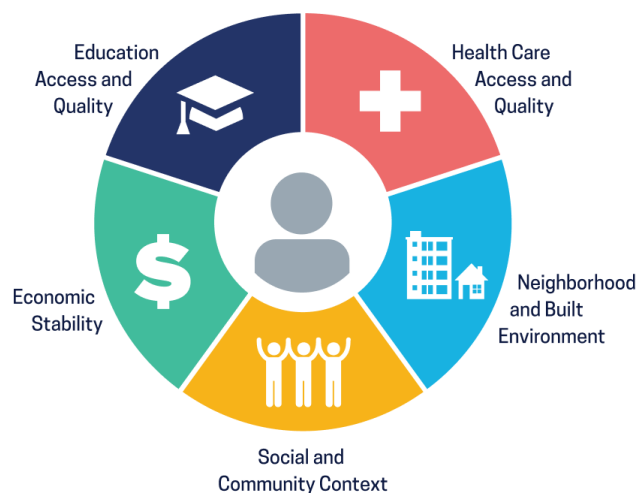 Education
Access and
Quality
Health Care
Access and
Quality
Economic
Stability
Neighborhood
and Built
Environment
Social and
Community Context